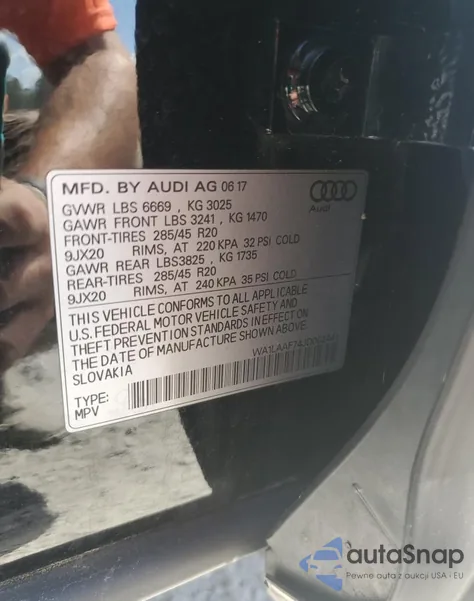 MFD. BY AUDI AG 06 17
Audi
GVWR LBS 6669 , KG 3025
GAWR FRONT LBS 3241 , KG 1470
FRONT-TIRES 285/45 R20
9JX20 RIMS, AT 220 KPA 32 PSI COLD
GAWR REAR LBS3825 , KG 1735
REAR-TIRES 285/45 R20
9JX20 RIMS, AT 240 KPA 35 PSI COLD
THIS VEHICLE CONFORMS TO ALL APPLICABLE
U.S. FEDERAL MOTOR VEHICLE SAFETY AND
THEFT PREVENTION STANDARDS IN EFFECT ON
THE DATE OF MANUFACTURE SHOWN ABOVE.
SLOVAKIA
TYPE:
MPV
autoSnap
Pewne auta z aukcji USA - EU